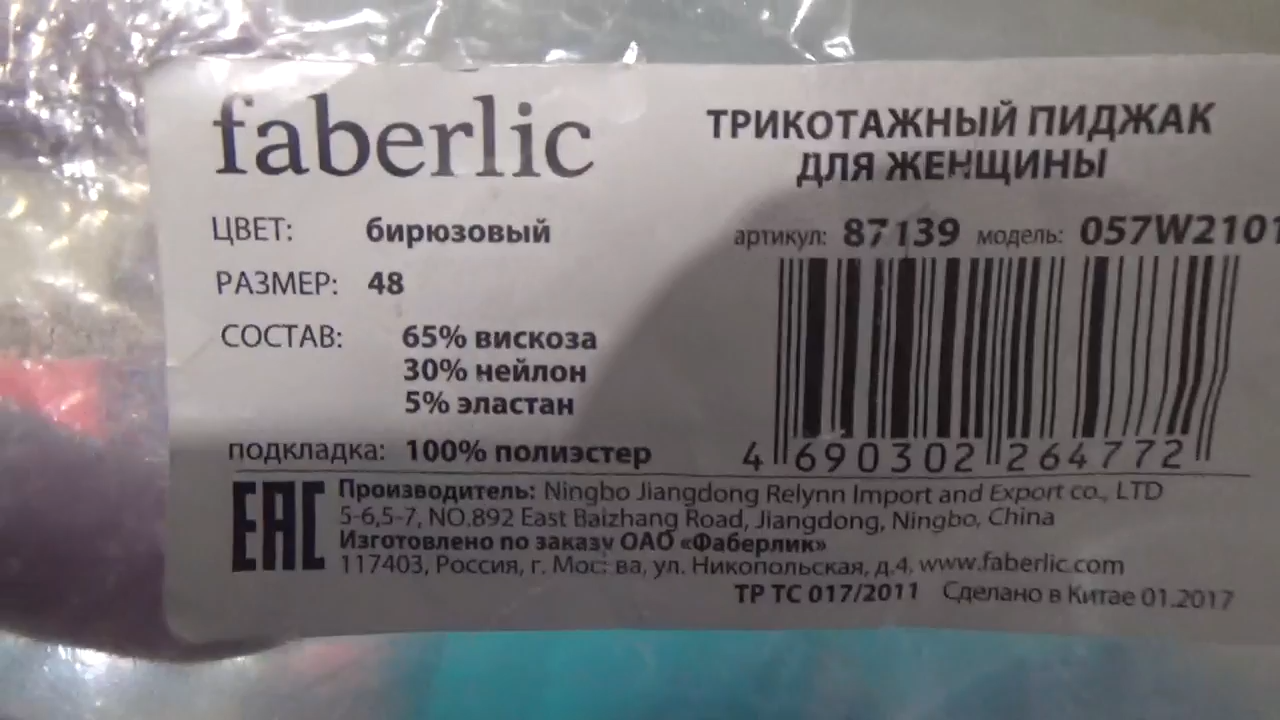 faberlic
ТРИКОТАЖНЫЙ ПИДЖАК
ДЛЯ ЖЕНЩИНЫ
ЦВЕТ: бирюзовый
РАЗМЕР: 48
СОСТАВ: 65% вискоза
30% нейлон
5% эластан
подкладка: 100% полиэстер
артикул: 87139 модель: 057W2101
4 690302 264772
EAC
Производитель: Ningbo Jiangdong Relynn Import and Export co., LTD
5-6,5-7, NO.892 East Baizhang Road, Jiangdong, Ningbo, China
Изготовлено по заказу ОАО «Фаберлик»
117403, Россия, г. Москва, ул. Никопольская, д.4, www.faberlic.com
ТР ТС 017/2011 Сделано в Китае 01.2017